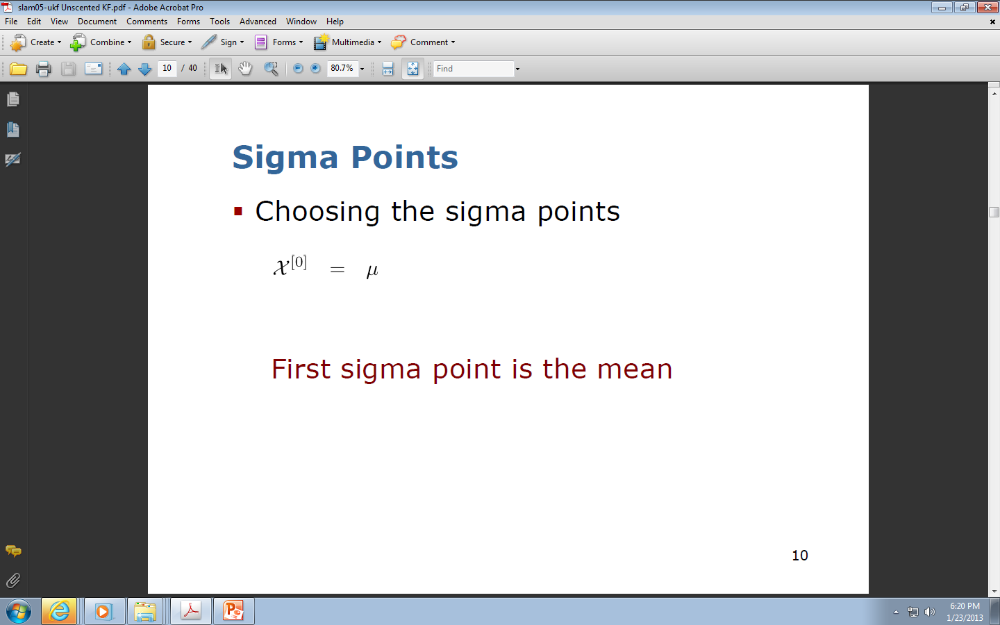 slam05-ukf Unscented KF.pdf - Adobe Acrobat Pro
File Edit View Document Comments Forms Tools Advanced Window Help
Create Combine Secure Sign Forms Multimedia Comment
10 / 40 80.7% Find
Sigma Points
Choosing the sigma points
𝒳^[0] = μ
First sigma point is the mean
10
6:20 PM
1/23/2013